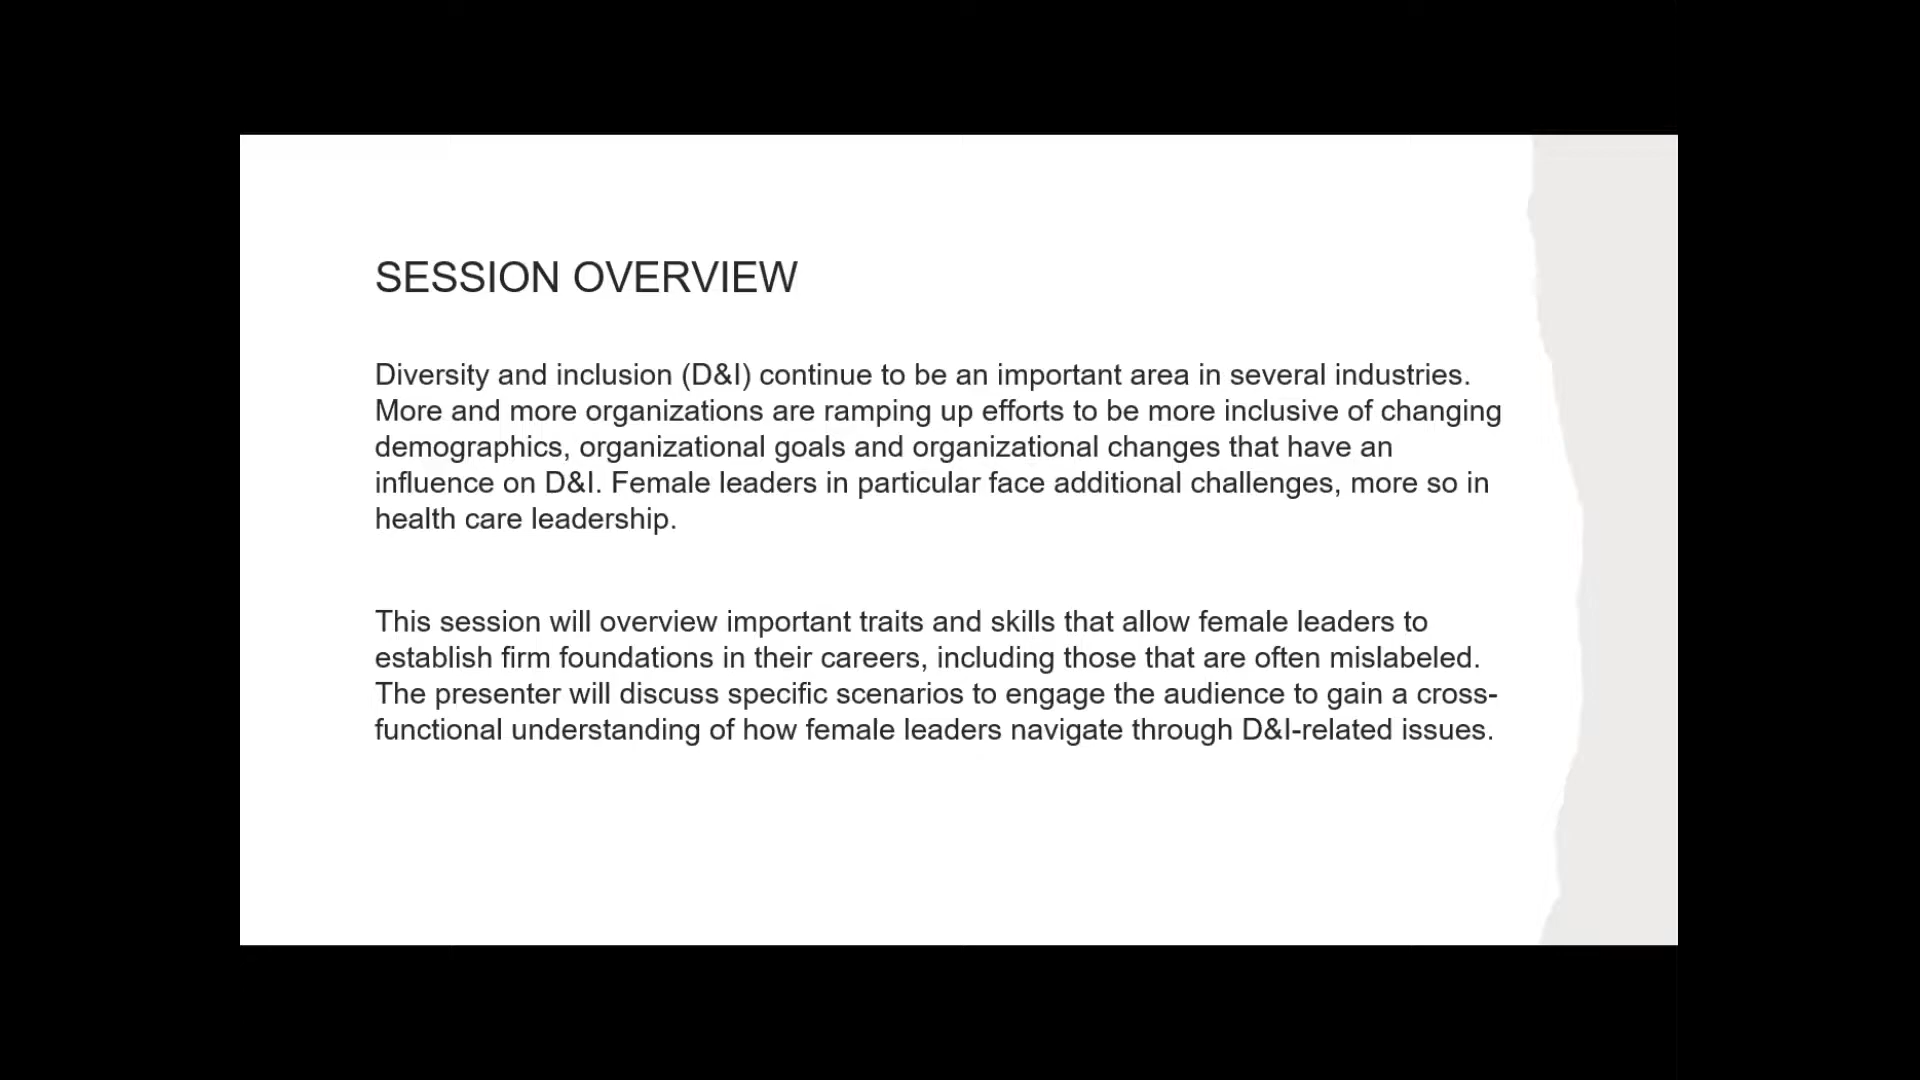 SESSION OVERVIEW
Diversity and inclusion (D&I) continue to be an important area in several industries.
More and more organizations are ramping up efforts to be more inclusive of changing
demographics, organizational goals and organizational changes that have an
influence on D&I. Female leaders in particular face additional challenges, more so in
health care leadership.
This session will overview important traits and skills that allow female leaders to
establish firm foundations in their careers, including those that are often mislabeled.
The presenter will discuss specific scenarios to engage the audience to gain a cross-
functional understanding of how female leaders navigate through D&I-related issues.